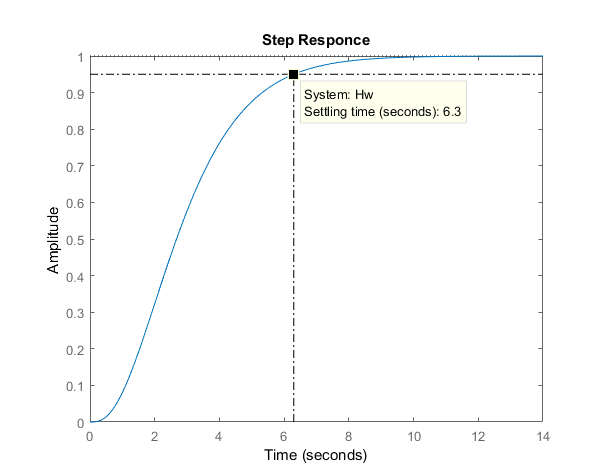 Step Responce
1
0.9
0.8
0.7
0.6
0.5
0.4
0.3
0.2
0.1
0
Amplitude
System: Hw
Settling time (seconds): 6.3
0 2 4 6 8 10 12 14
Time (seconds)